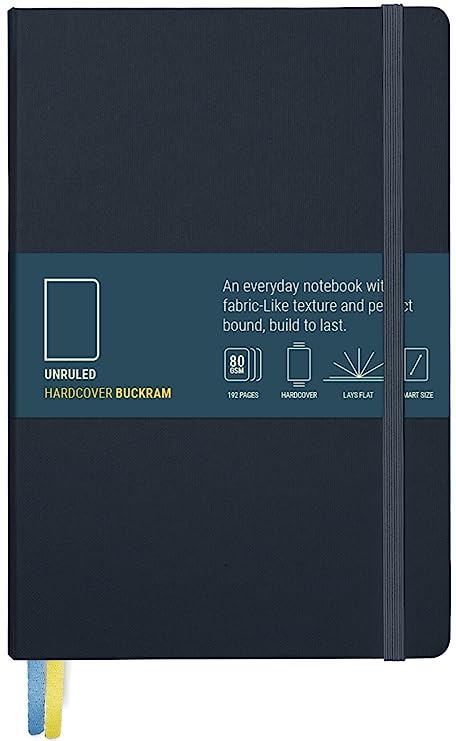 An everyday notebook
fabric-Like texture and
bound, build to last.
80
GSM
192 PAGES
HARDCOVER
LAYS FLAT
SIZE
UNRULED
HARDCOVER BUCKRAM